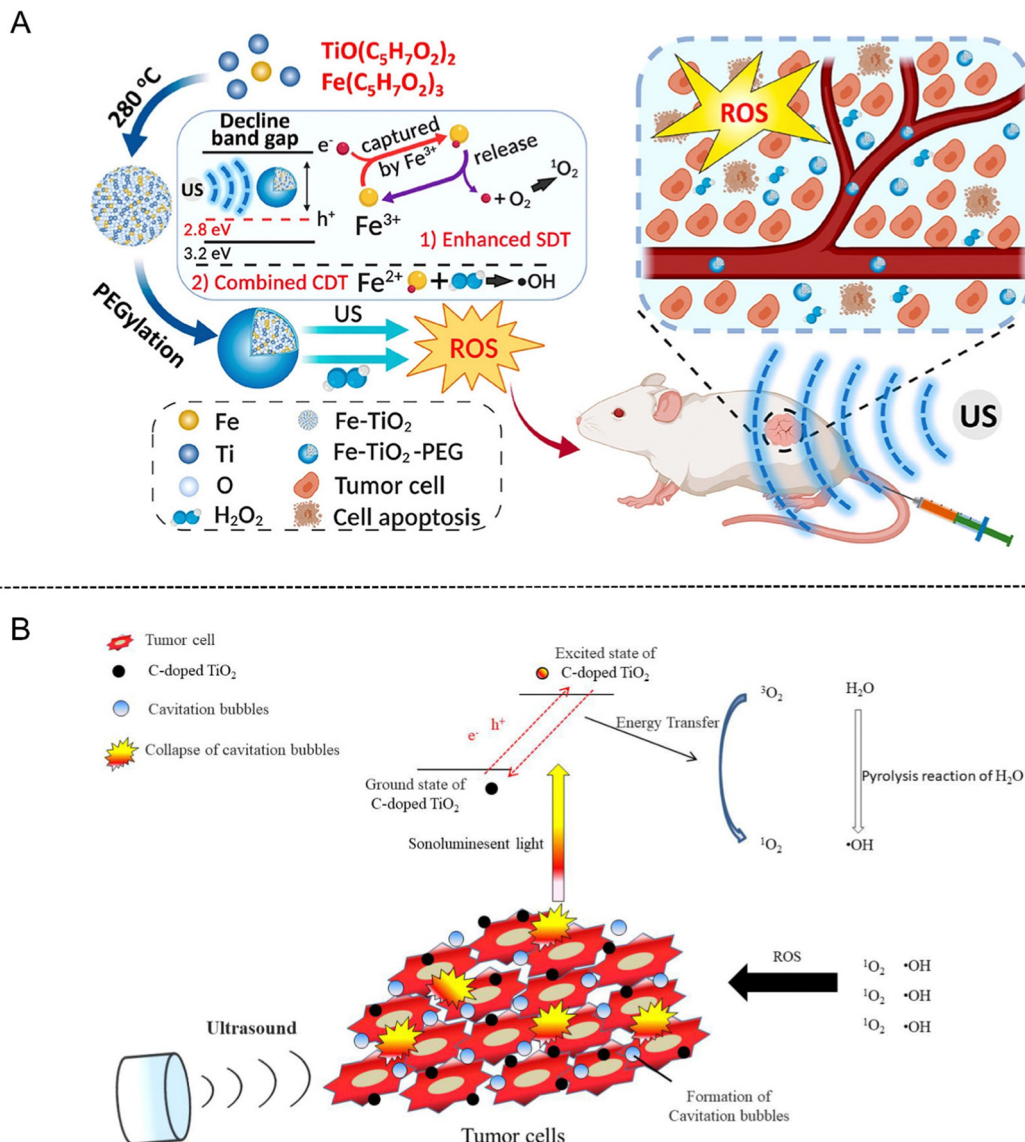 A
TiO(C₅H₇O₂)₂
Fe(C₅H₇O₂)₃
280 °C
Decline
band gap
US
e⁻
h⁺
2.8 eV
3.2 eV
captured
by Fe³⁺
release
Fe³⁺
+ O₂
¹O₂
1) Enhanced SDT
2) Combined CDT
Fe²⁺
+
•OH
PEGylation
US
ROS
Fe
Fe-TiO₂
Ti
Fe-TiO₂-PEG
O
Tumor cell
H₂O₂
Cell apoptosis
ROS
US
B
Tumor cell
C-doped TiO₂
Cavitation bubbles
Collapse of cavitation bubbles
Excited state of
C-doped TiO₂
e⁻
h⁺
Energy Transfer
Ground state of
C-doped TiO₂
Sonoluminesent light
³O₂
H₂O
Pyrolysis reaction of H₂O
¹O₂
•OH
ROS
¹O₂ •OH
¹O₂ •OH
¹O₂ •OH
Ultrasound
Formation of
Cavitation bubbles
Tumor cells